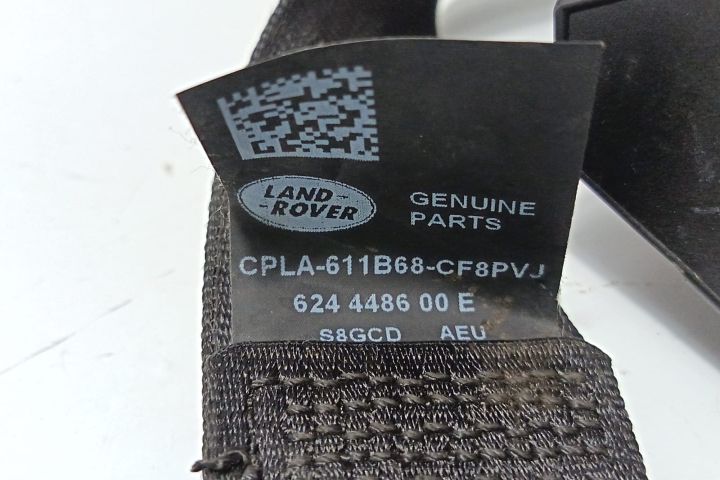 LAND-
-ROVER
GENUINE
PARTS
CPLA-611B68-CF8PVJ
624 4486 00 E
S8GCD AEU